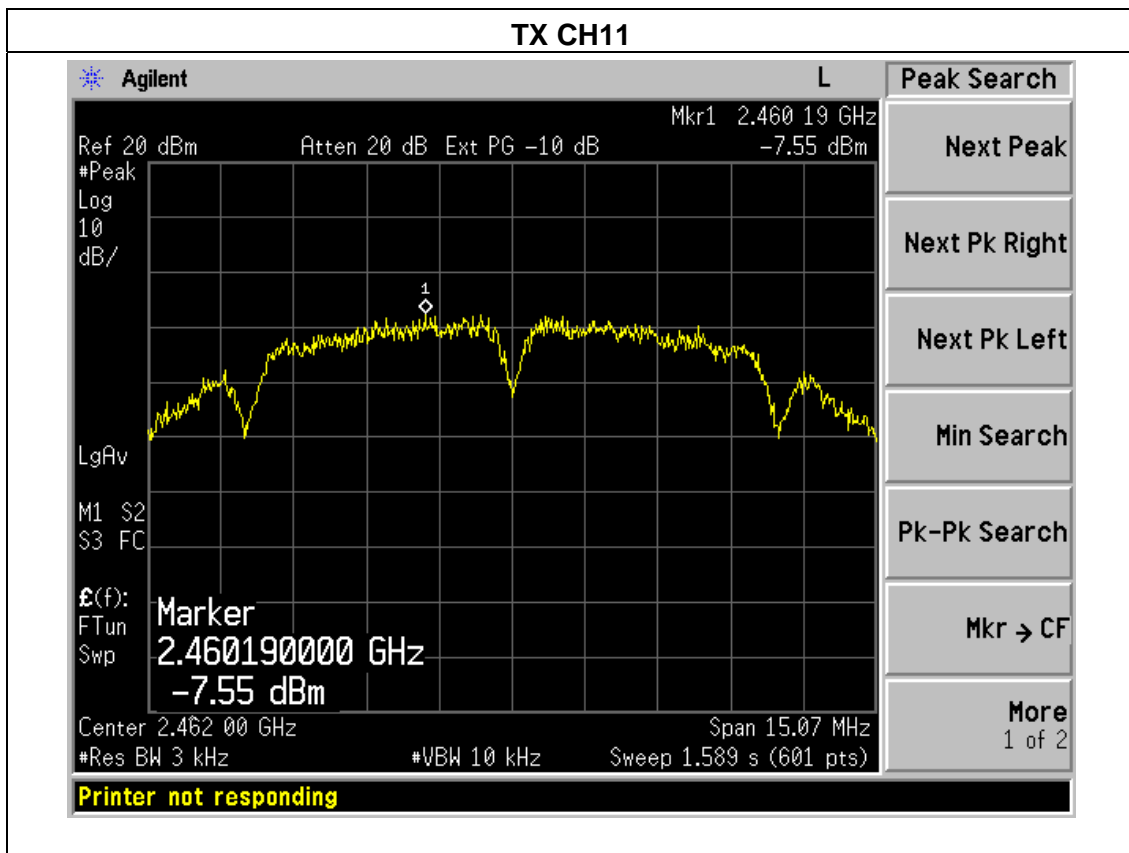 TX CH11
Agilent L Peak Search
Mkr1 2.460 19 GHz
Ref 20 dBm Atten 20 dB Ext PG -10 dB -7.55 dBm
Next Peak
#Peak
Log
10
dB/
Next Pk Right
1
Next Pk Left
Min Search
LgAv
M1 S2
S3 FC
Pk-Pk Search
£(f):
FTun
Swp
Marker
2.460190000 GHz
-7.55 dBm
Mkr → CF
Center 2.462 00 GHz Span 15.07 MHz
#Res BW 3 kHz #VBW 10 kHz Sweep 1.589 s (601 pts)
More
1 of 2
Printer not responding